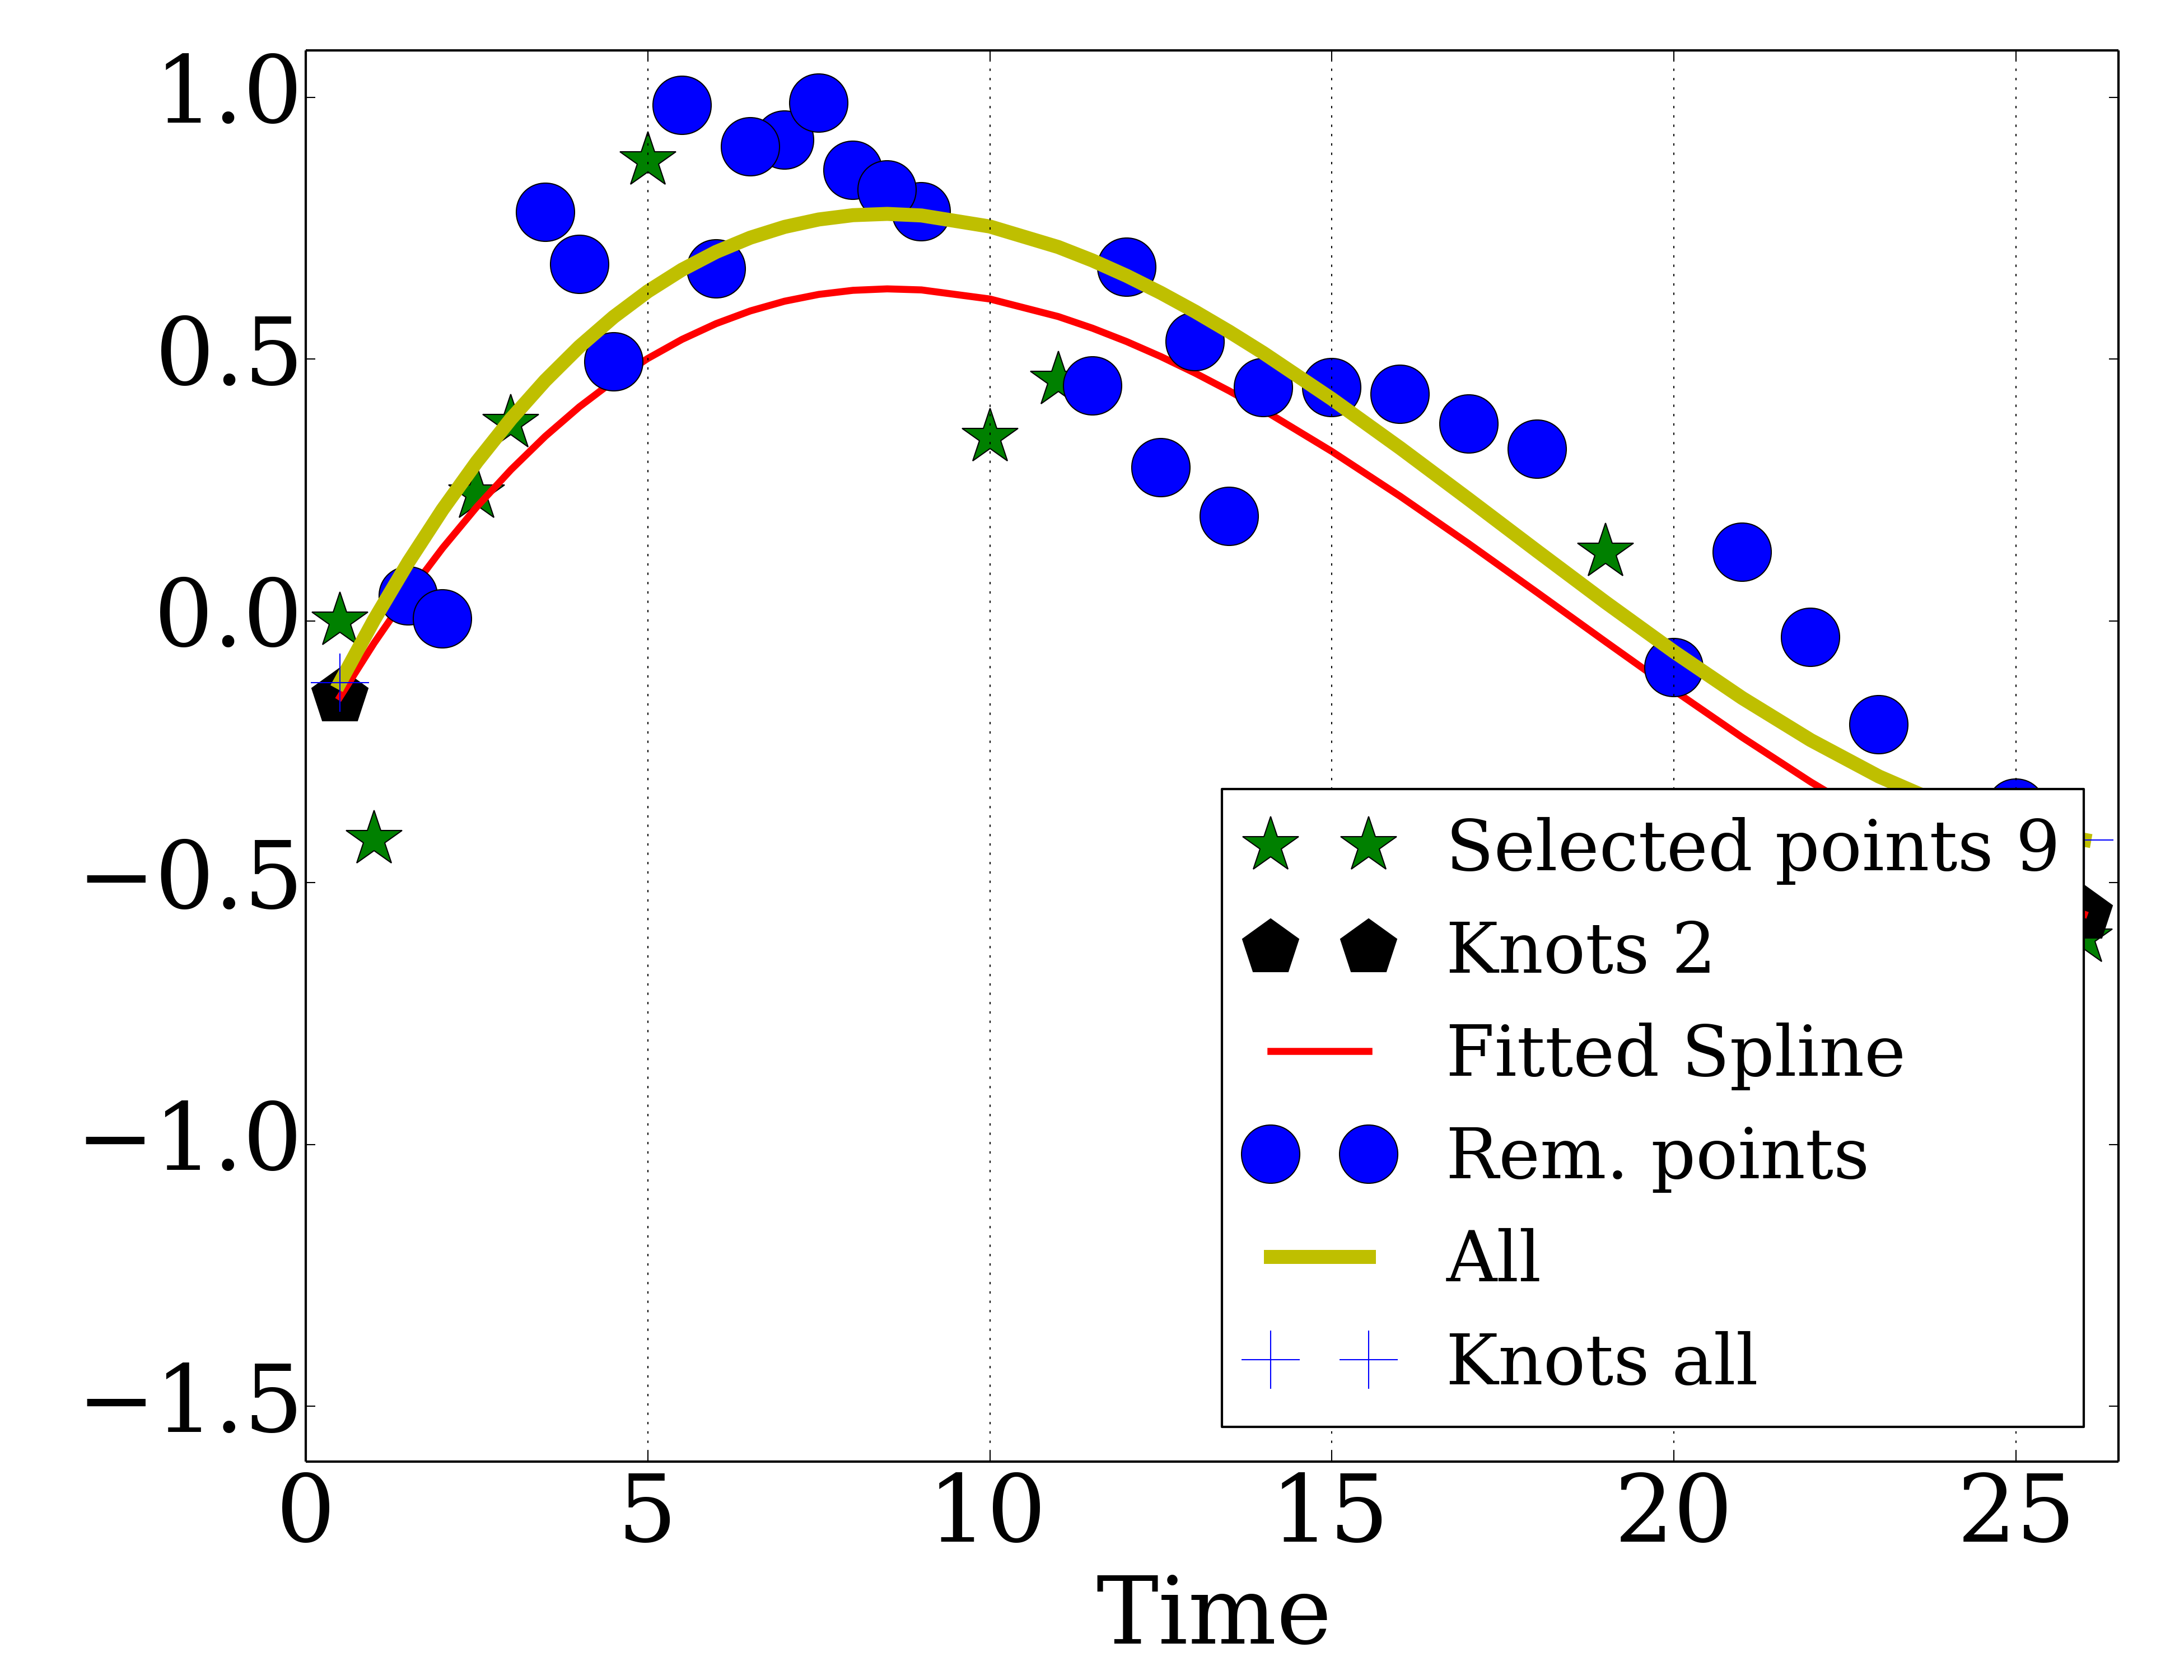 1.0
0.5
0.0
−0.5
−1.0
−1.5
0 5 10 15 20 25
Time
Selected points 9
Knots 2
Fitted Spline
Rem. points
All
Knots all